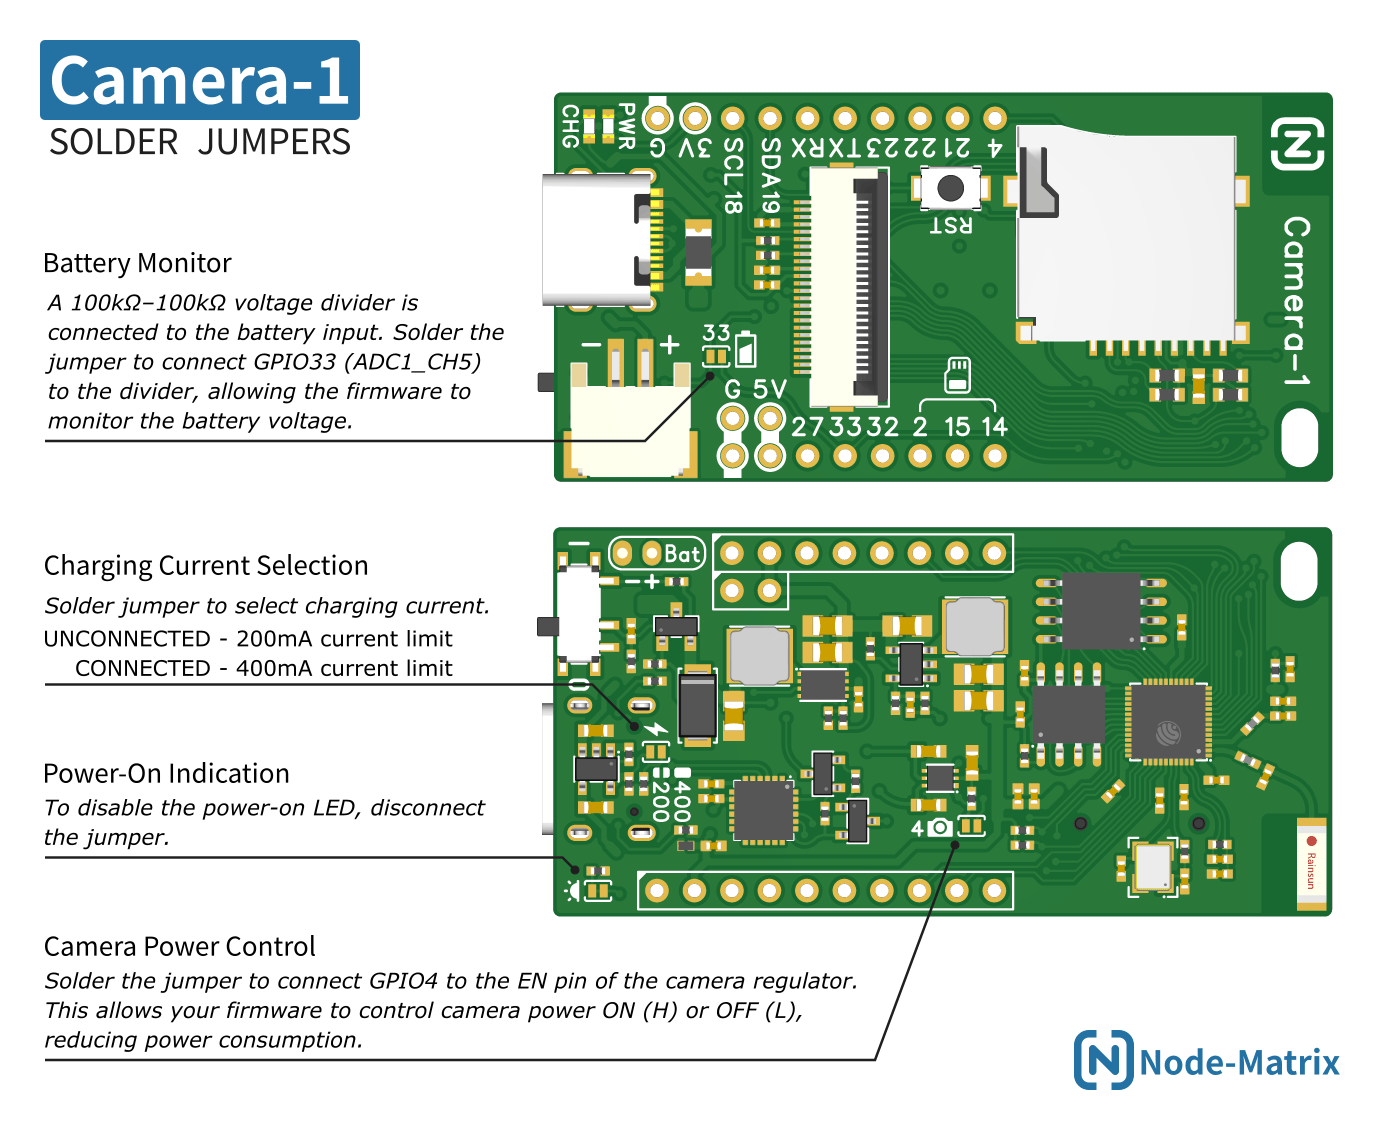 Camera-1
SOLDER JUMPERS
Battery Monitor
A 100kΩ–100kΩ voltage divider is
connected to the battery input. Solder the
jumper to connect GPIO33 (ADC1_CH5)
to the divider, allowing the firmware to
monitor the battery voltage.
CHG
PWR
G 3V SCL18 SDA19 RX TX 23 22 21 4
RST
Camera-1
33
− +
G 5V
27 33 32 2 15 14
Charging Current Selection
Solder jumper to select charging current.
UNCONNECTED - 200mA current limit
CONNECTED - 400mA current limit
Power-On Indication
To disable the power-on LED, disconnect
the jumper.
Camera Power Control
Solder the jumper to connect GPIO4 to the EN pin of the camera regulator.
This allows your firmware to control camera power ON (H) or OFF (L),
reducing power consumption.
Bat
−+
0
200
400
4
Rainsun
Node-Matrix